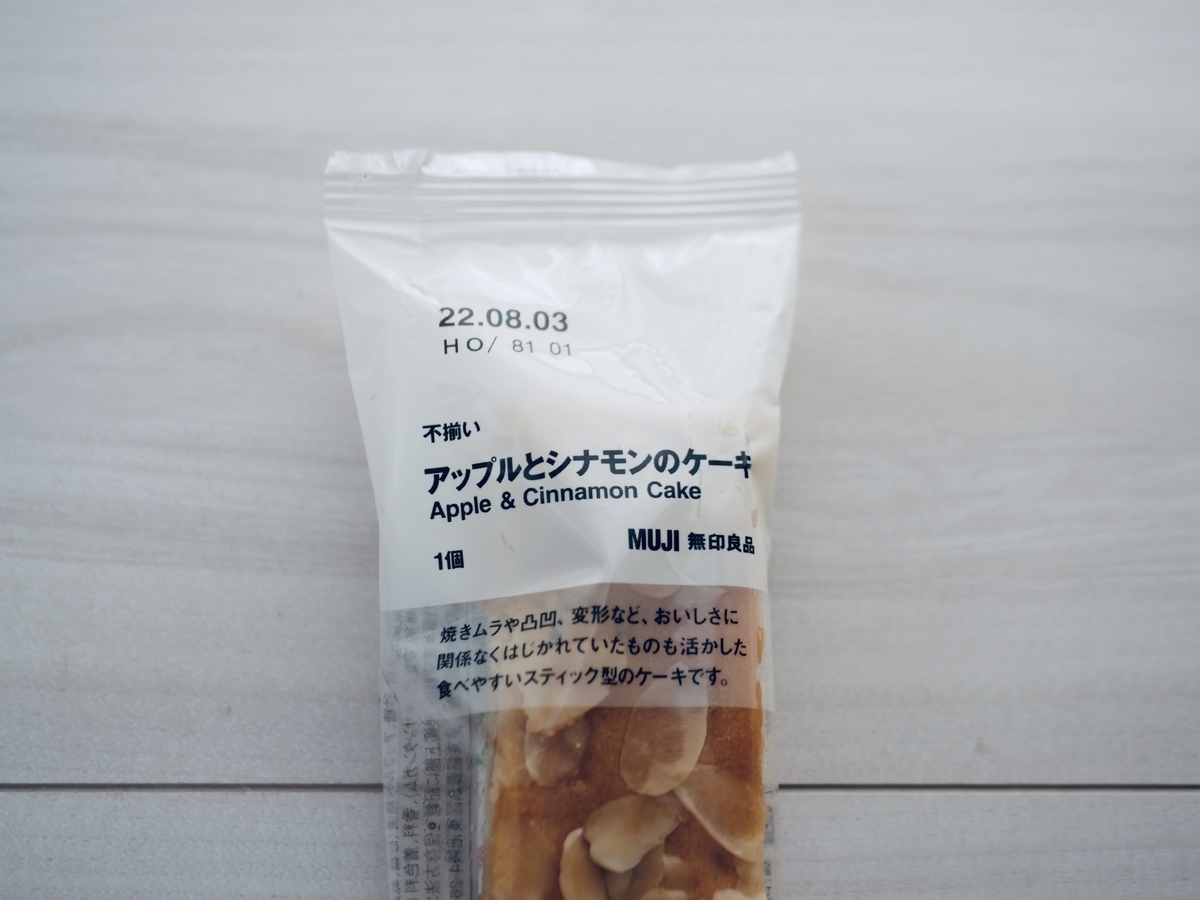 22.08.03
HO/ 81 01
不揃い
アップルとシナモンのケーキ
Apple & Cinnamon Cake
MUJI 無印良品
1個
焼きムラや凸凹、変形など、おいしさに
関係なくはじかれていたものも活かした
食べやすいスティック型のケーキです。